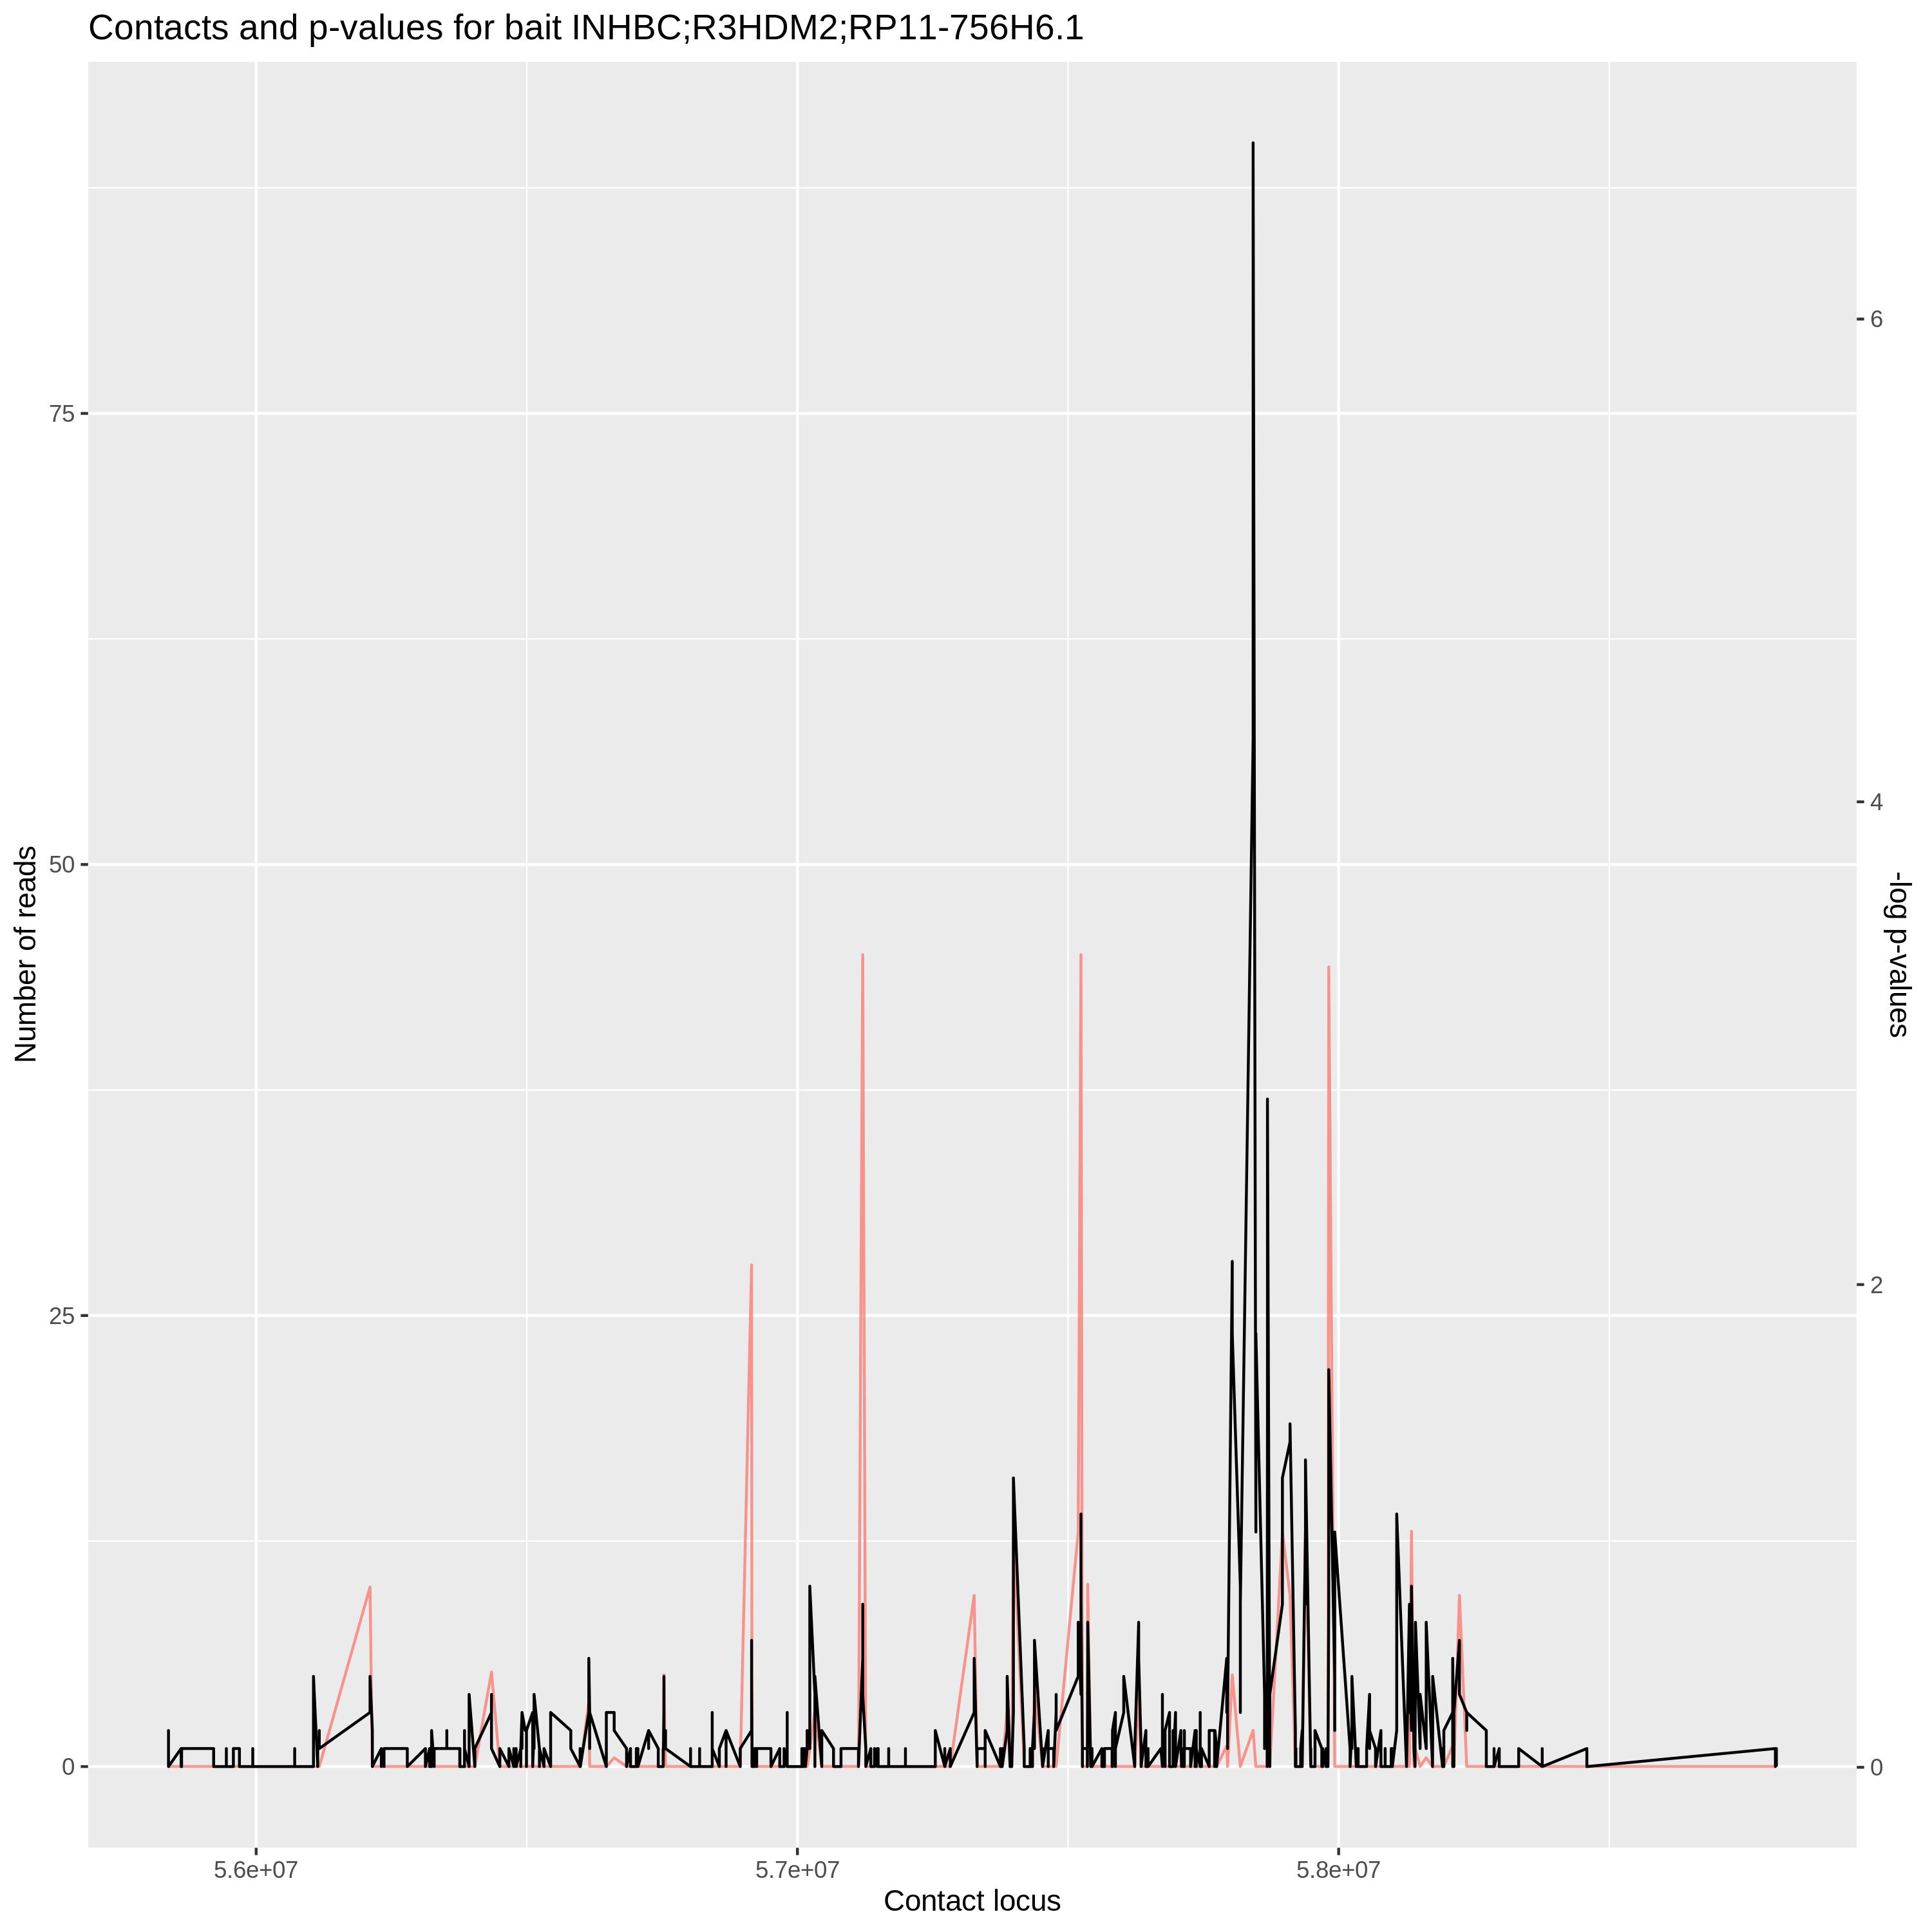 Contacts and p-values for bait INHBC;R3HDM2;RP11-756H6.1
Number of reads
75
50
25
0
6
4
2
0
-log p-values
5.6e+07
5.7e+07
5.8e+07
Contact locus